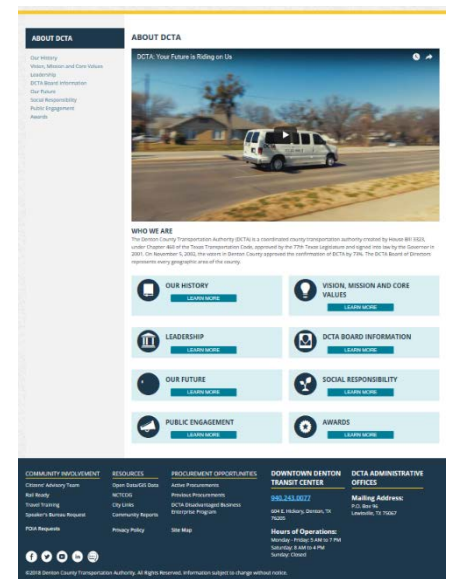 ABOUT DCTA
Our History
Vision, Mission and Core Values
Leadership
DCTA Board Information
Our Future
Social Responsibility
Public Engagement
Awards
ABOUT DCTA
DCTA: Your Future is Riding on Us
WHO WE ARE
The Denton County Transportation Authority (DCTA) is a coordinated county transportation authority created by House Bill 3323,
under Chapter 460 of the Texas Transportation Code, approved by the 77th Texas Legislature and signed into law by the Governor in
2001. On November 5, 2002, the voters in Denton County approved the confirmation of DCTA by 73%. The DCTA Board of Directors
represents every geographic area of the county.
OUR HISTORY
LEARN MORE
VISION, MISSION AND CORE
VALUES
LEARN MORE
LEADERSHIP
LEARN MORE
DCTA BOARD INFORMATION
LEARN MORE
OUR FUTURE
LEARN MORE
SOCIAL RESPONSIBILITY
LEARN MORE
PUBLIC ENGAGEMENT
LEARN MORE
AWARDS
LEARN MORE
COMMUNITY INVOLVEMENT
Citizens' Advisory Team
Rail Ready
Travel Training
Speaker's Bureau Request
FOIA Requests
RESOURCES
Open Data/GIS Data
NCTCOG
City Links
Community Reports
Privacy Policy
PROCUREMENT OPPORTUNITIES
Active Procurements
Previous Procurements
DCTA Disadvantaged Business
Enterprise Program
Site Map
DOWNTOWN DENTON
TRANSIT CENTER
940.243.0077
604 E. Hickory, Denton, TX
76205
Hours of Operations:
Monday - Friday: 5 AM to 7 PM
Saturday: 8 AM to 4 PM
Sunday: Closed
DCTA ADMINISTRATIVE
OFFICES
Mailing Address:
P.O. Box 96
Lewisville, TX 75067
©2018 Denton County Transportation Authority. All Rights Reserved. Information subject to change without notice.